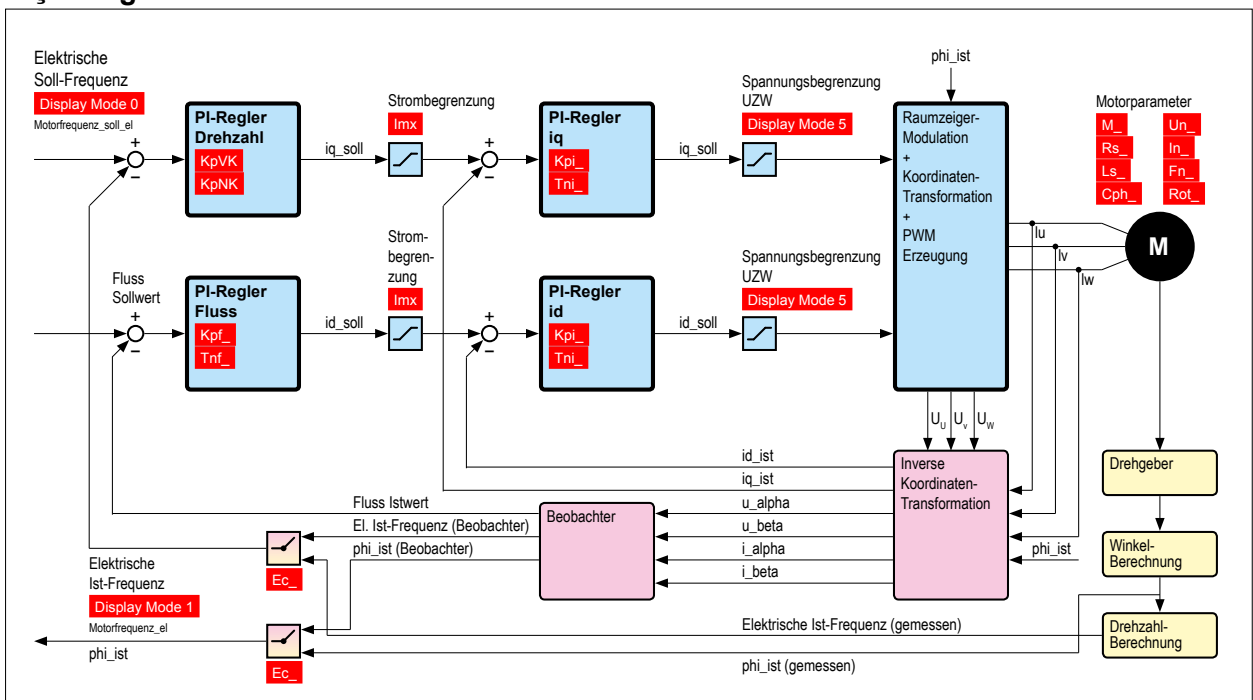 Elektrische
Soll-Frequenz
Display Mode 0
Motorfrequenz_soll_el
+
−
PI-Regler
Drehzahl
KpVK
KpNK
iq_soll
Strombegrenzung
Imx
+
−
PI-Regler
iq
Kpi_
Tni_
iq_soll
Spannungsbegrenzung
UZW
Display Mode 5
phi_ist
Raumzeiger-
Modulation
+
Koordinaten-
Transformation
+
PWM
Erzeugung
Motorparameter
M_
Un_
Rs_
In_
Ls_
Fn_
Cph_
Rot_
Iu
Iv
Iw
M
Fluss
Sollwert
+
−
PI-Regler
Fluss
Kpf_
Tnf_
id_soll
Strom-
begren-
zung
Imx
+
−
PI-Regler
id
Kpi_
Tni_
id_soll
Spannungsbegrenzung
UZW
Display Mode 5
UU
Uv
UW
id_ist
iq_ist
Inverse
Koordinaten-
Transformation
Drehgeber
Fluss Istwert
El. Ist-Frequenz (Beobachter)
phi_ist (Beobachter)
Beobachter
u_alpha
u_beta
i_alpha
i_beta
phi_ist
Winkel-
Berechnung
Ec_
Elektrische
Ist-Frequenz
Display Mode 1
Motorfrequenz_el
phi_ist
Ec_
Elektrische Ist-Frequenz (gemessen)
phi_ist (gemessen)
Drehzahl-
Berechnung